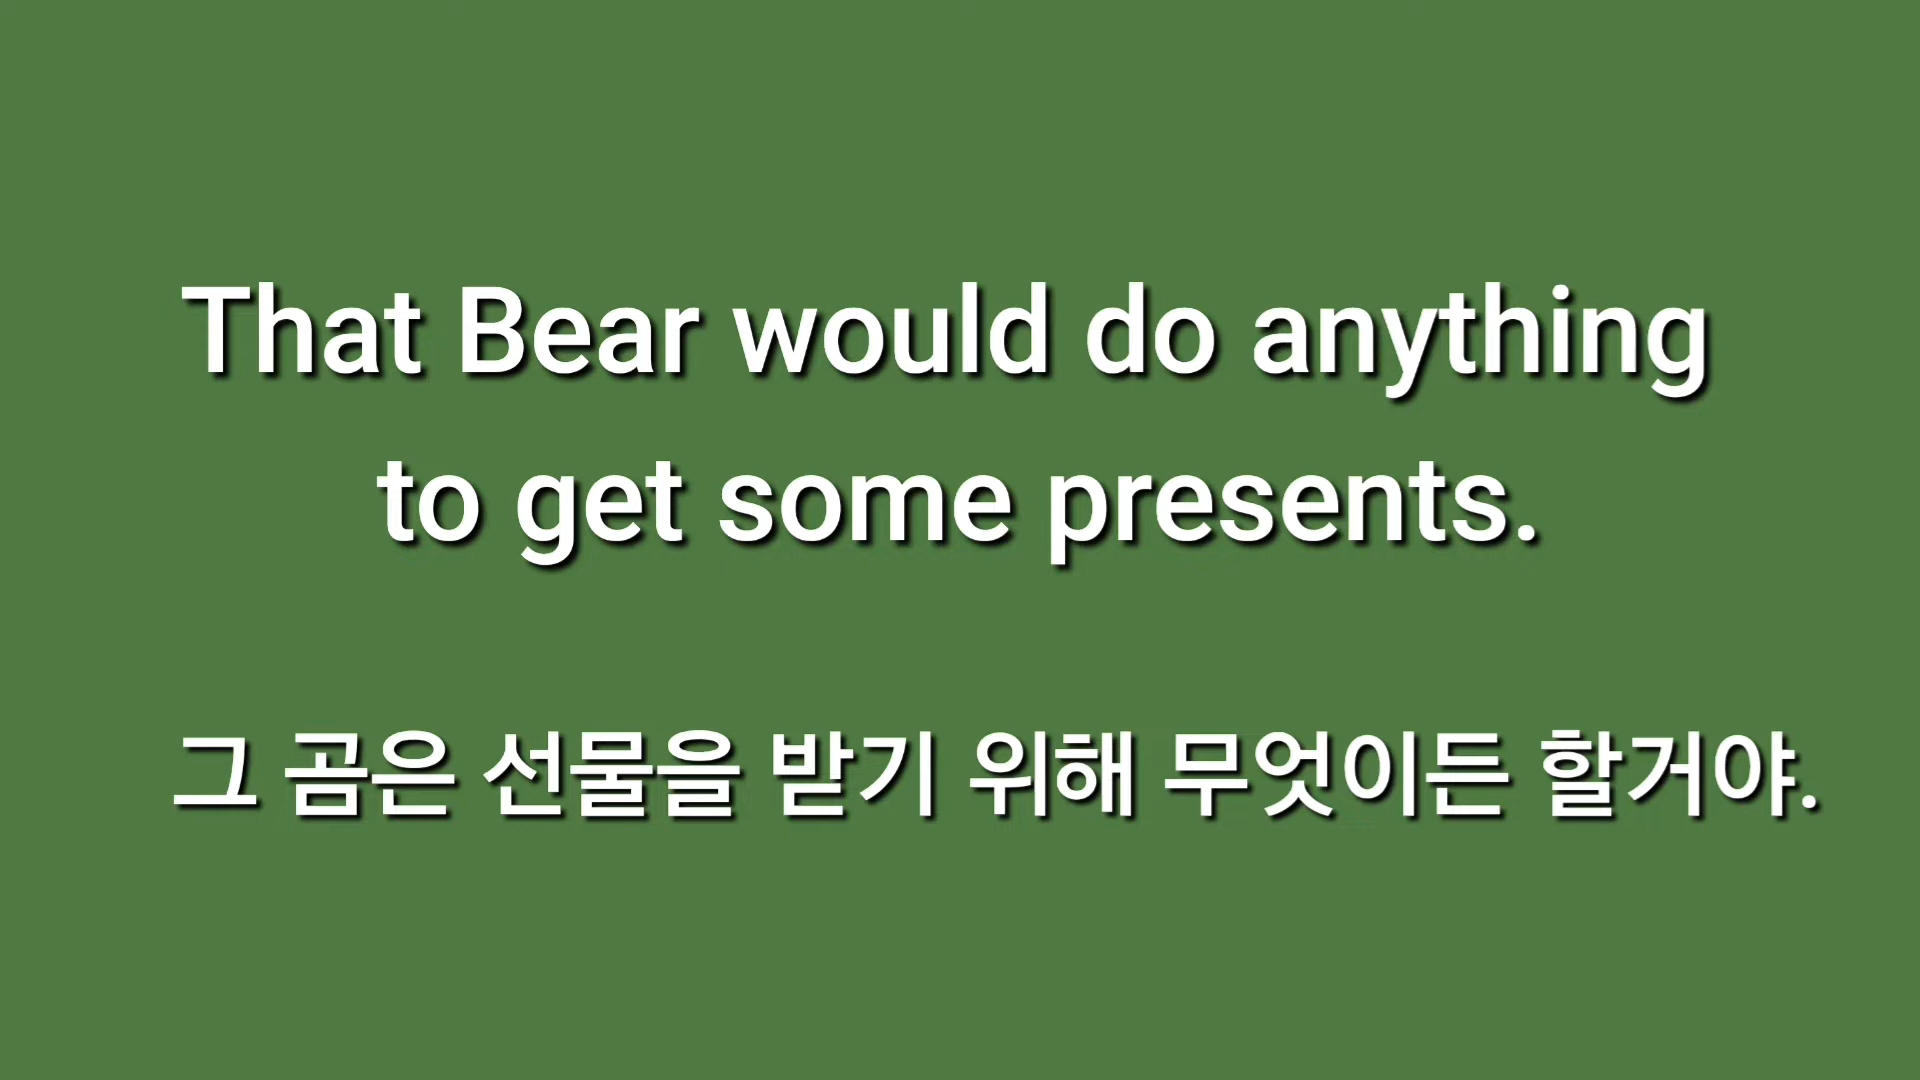 That Bear would do anything
to get some presents.
그 곰은 선물을 받기 위해 무엇이든 할거야.